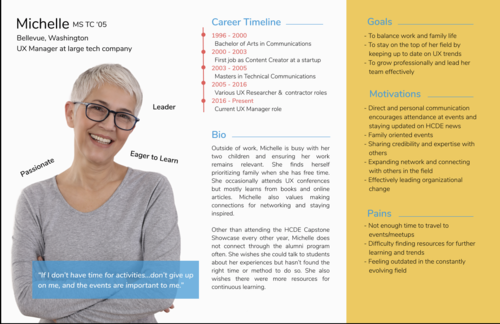 Michelle MS TC '05
Bellevue, Washington
UX Manager at large tech company
Leader
Eager to Learn
Passionate
"If I don't have time for activities...don't give up
on me, and the events are important to me."
Career Timeline
1996 - 2000
Bachelor of Arts in Communications
2000 - 2003
First job as Content Creator at a startup
2003 - 2005
Masters in Technical Communications
2005 - 2016
Various UX Researcher & contractor roles
2016 - Present
Current UX Manager role
Bio
Outside of work, Michelle is busy with her
two children and ensuring her work
remains relevant. She finds herself
prioritizing family when she has free time.
She occasionally attends UX conferences
but mostly learns from books and online
articles. Michelle also values making
connections for networking and staying
inspired.
Other than attending the HCDE Capstone
Showcase every other year, Michelle does
not connect through the alumni program
often. She wishes she could talk to students
about her experiences but hasn't found the
right time or method to do so. She also
wishes there were more resources for
continuous learning.
Goals
- To balance work and family life
- To stay on the top of her field by
keeping up to date on UX trends
- To grow professionally and lead her
team effectively
Motivations
- Direct and personal communication
encourages attendance at events and
staying updated on HCDE news
- Family oriented events
- Sharing credibility and expertise with
others
- Expanding network and connecting
with others in the field
- Effectively leading organizational
change
Pains
- Not enough time to travel to
events/meetups
- Difficulty finding resources for further
learning and trends
- Feeling outdated in the constantly
evolving field